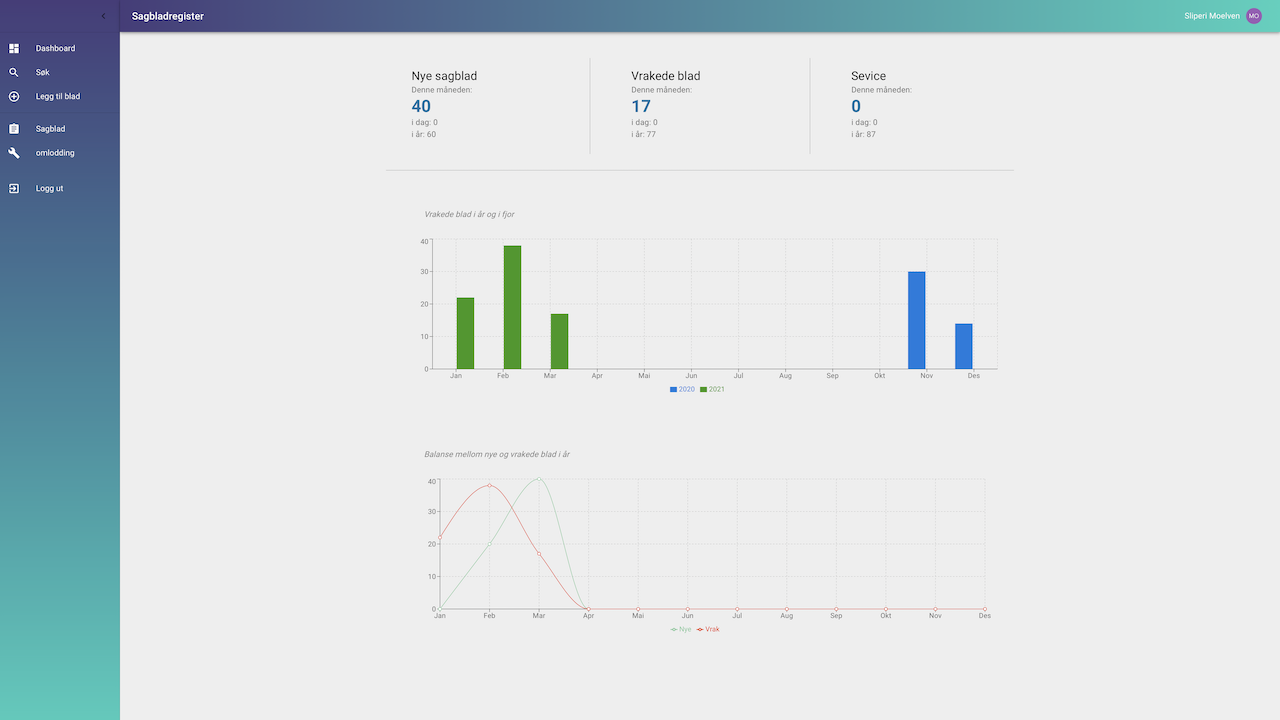 Sagbladregister
Sliperi Moelven
MO
Dashboard
Søk
Legg til blad
Sagblad
omlodding
Logg ut
Nye sagblad
Denne måneden:
40
i dag: 0
i år: 60
Vrakede blad
Denne måneden:
17
i dag: 0
i år: 77
Sevice
Denne måneden:
0
i dag: 0
i år: 87
Vrakede blad i år og i fjor
40
30
20
10
0
Jan Feb Mar Apr Mai Jun Jul Aug Sep Okt Nov Des
2020 2021
Balanse mellom nye og vrakede blad i år
40
30
20
10
0
Jan Feb Mar Apr Mai Jun Jul Aug Sep Okt Nov Des
Nye Vrak